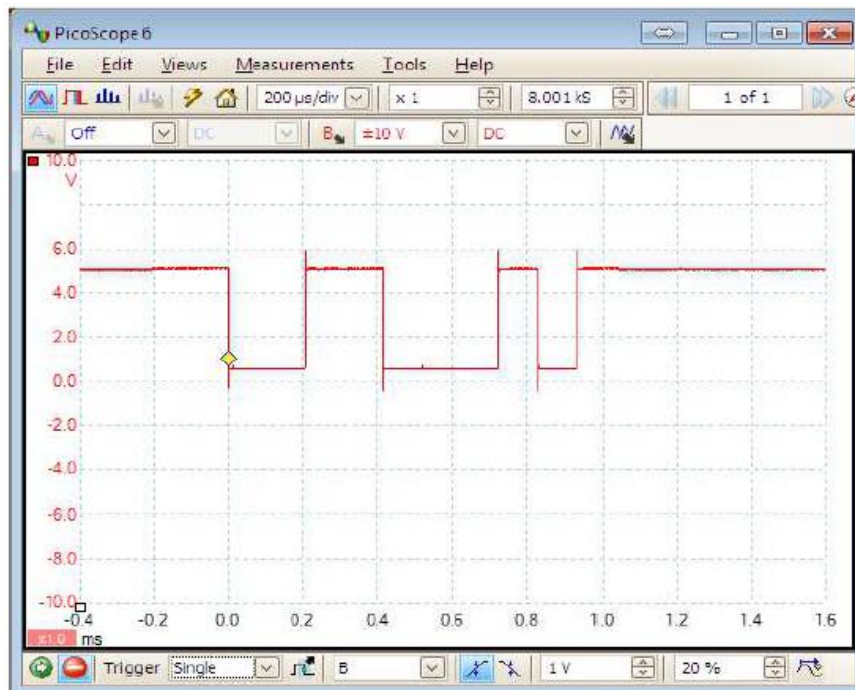 PicoScope 6
File Edit Views Measurements Tools Help
200 µs/div x 1 8.001 kS 1 of 1
A Off DC B ±10 V DC
10.0
V
6.0
4.0
2.0
0.0
-2.0
-4.0
-6.0
-8.0
-10.0
-0.4 -0.2 0.0 0.2 0.4 0.6 0.8 1.0 1.2 1.4 1.6
x1.0 ms
Trigger Single B 1 V 20 %